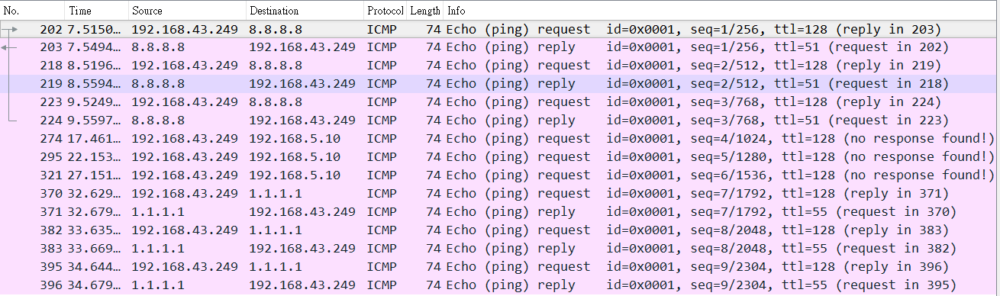 No. Time Source Destination Protocol Length Info
202 7.5150… 192.168.43.249 8.8.8.8 ICMP 74 Echo (ping) request id=0x0001, seq=1/256, ttl=128 (reply in 203)
203 7.5494… 8.8.8.8 192.168.43.249 ICMP 74 Echo (ping) reply id=0x0001, seq=1/256, ttl=51 (request in 202)
218 8.5196… 192.168.43.249 8.8.8.8 ICMP 74 Echo (ping) request id=0x0001, seq=2/512, ttl=128 (reply in 219)
219 8.5594… 8.8.8.8 192.168.43.249 ICMP 74 Echo (ping) reply id=0x0001, seq=2/512, ttl=51 (request in 218)
223 9.5249… 192.168.43.249 8.8.8.8 ICMP 74 Echo (ping) request id=0x0001, seq=3/768, ttl=128 (reply in 224)
224 9.5597… 8.8.8.8 192.168.43.249 ICMP 74 Echo (ping) reply id=0x0001, seq=3/768, ttl=51 (request in 223)
274 17.461… 192.168.43.249 192.168.5.10 ICMP 74 Echo (ping) request id=0x0001, seq=4/1024, ttl=128 (no response found!)
295 22.153… 192.168.43.249 192.168.5.10 ICMP 74 Echo (ping) request id=0x0001, seq=5/1280, ttl=128 (no response found!)
321 27.151… 192.168.43.249 192.168.5.10 ICMP 74 Echo (ping) request id=0x0001, seq=6/1536, ttl=128 (no response found!)
370 32.629… 192.168.43.249 1.1.1.1 ICMP 74 Echo (ping) request id=0x0001, seq=7/1792, ttl=128 (reply in 371)
371 32.679… 1.1.1.1 192.168.43.249 ICMP 74 Echo (ping) reply id=0x0001, seq=7/1792, ttl=55 (request in 370)
382 33.635… 192.168.43.249 1.1.1.1 ICMP 74 Echo (ping) request id=0x0001, seq=8/2048, ttl=128 (reply in 383)
383 33.669… 1.1.1.1 192.168.43.249 ICMP 74 Echo (ping) reply id=0x0001, seq=8/2048, ttl=55 (request in 382)
395 34.644… 192.168.43.249 1.1.1.1 ICMP 74 Echo (ping) request id=0x0001, seq=9/2304, ttl=128 (reply in 396)
396 34.679… 1.1.1.1 192.168.43.249 ICMP 74 Echo (ping) reply id=0x0001, seq=9/2304, ttl=55 (request in 395)